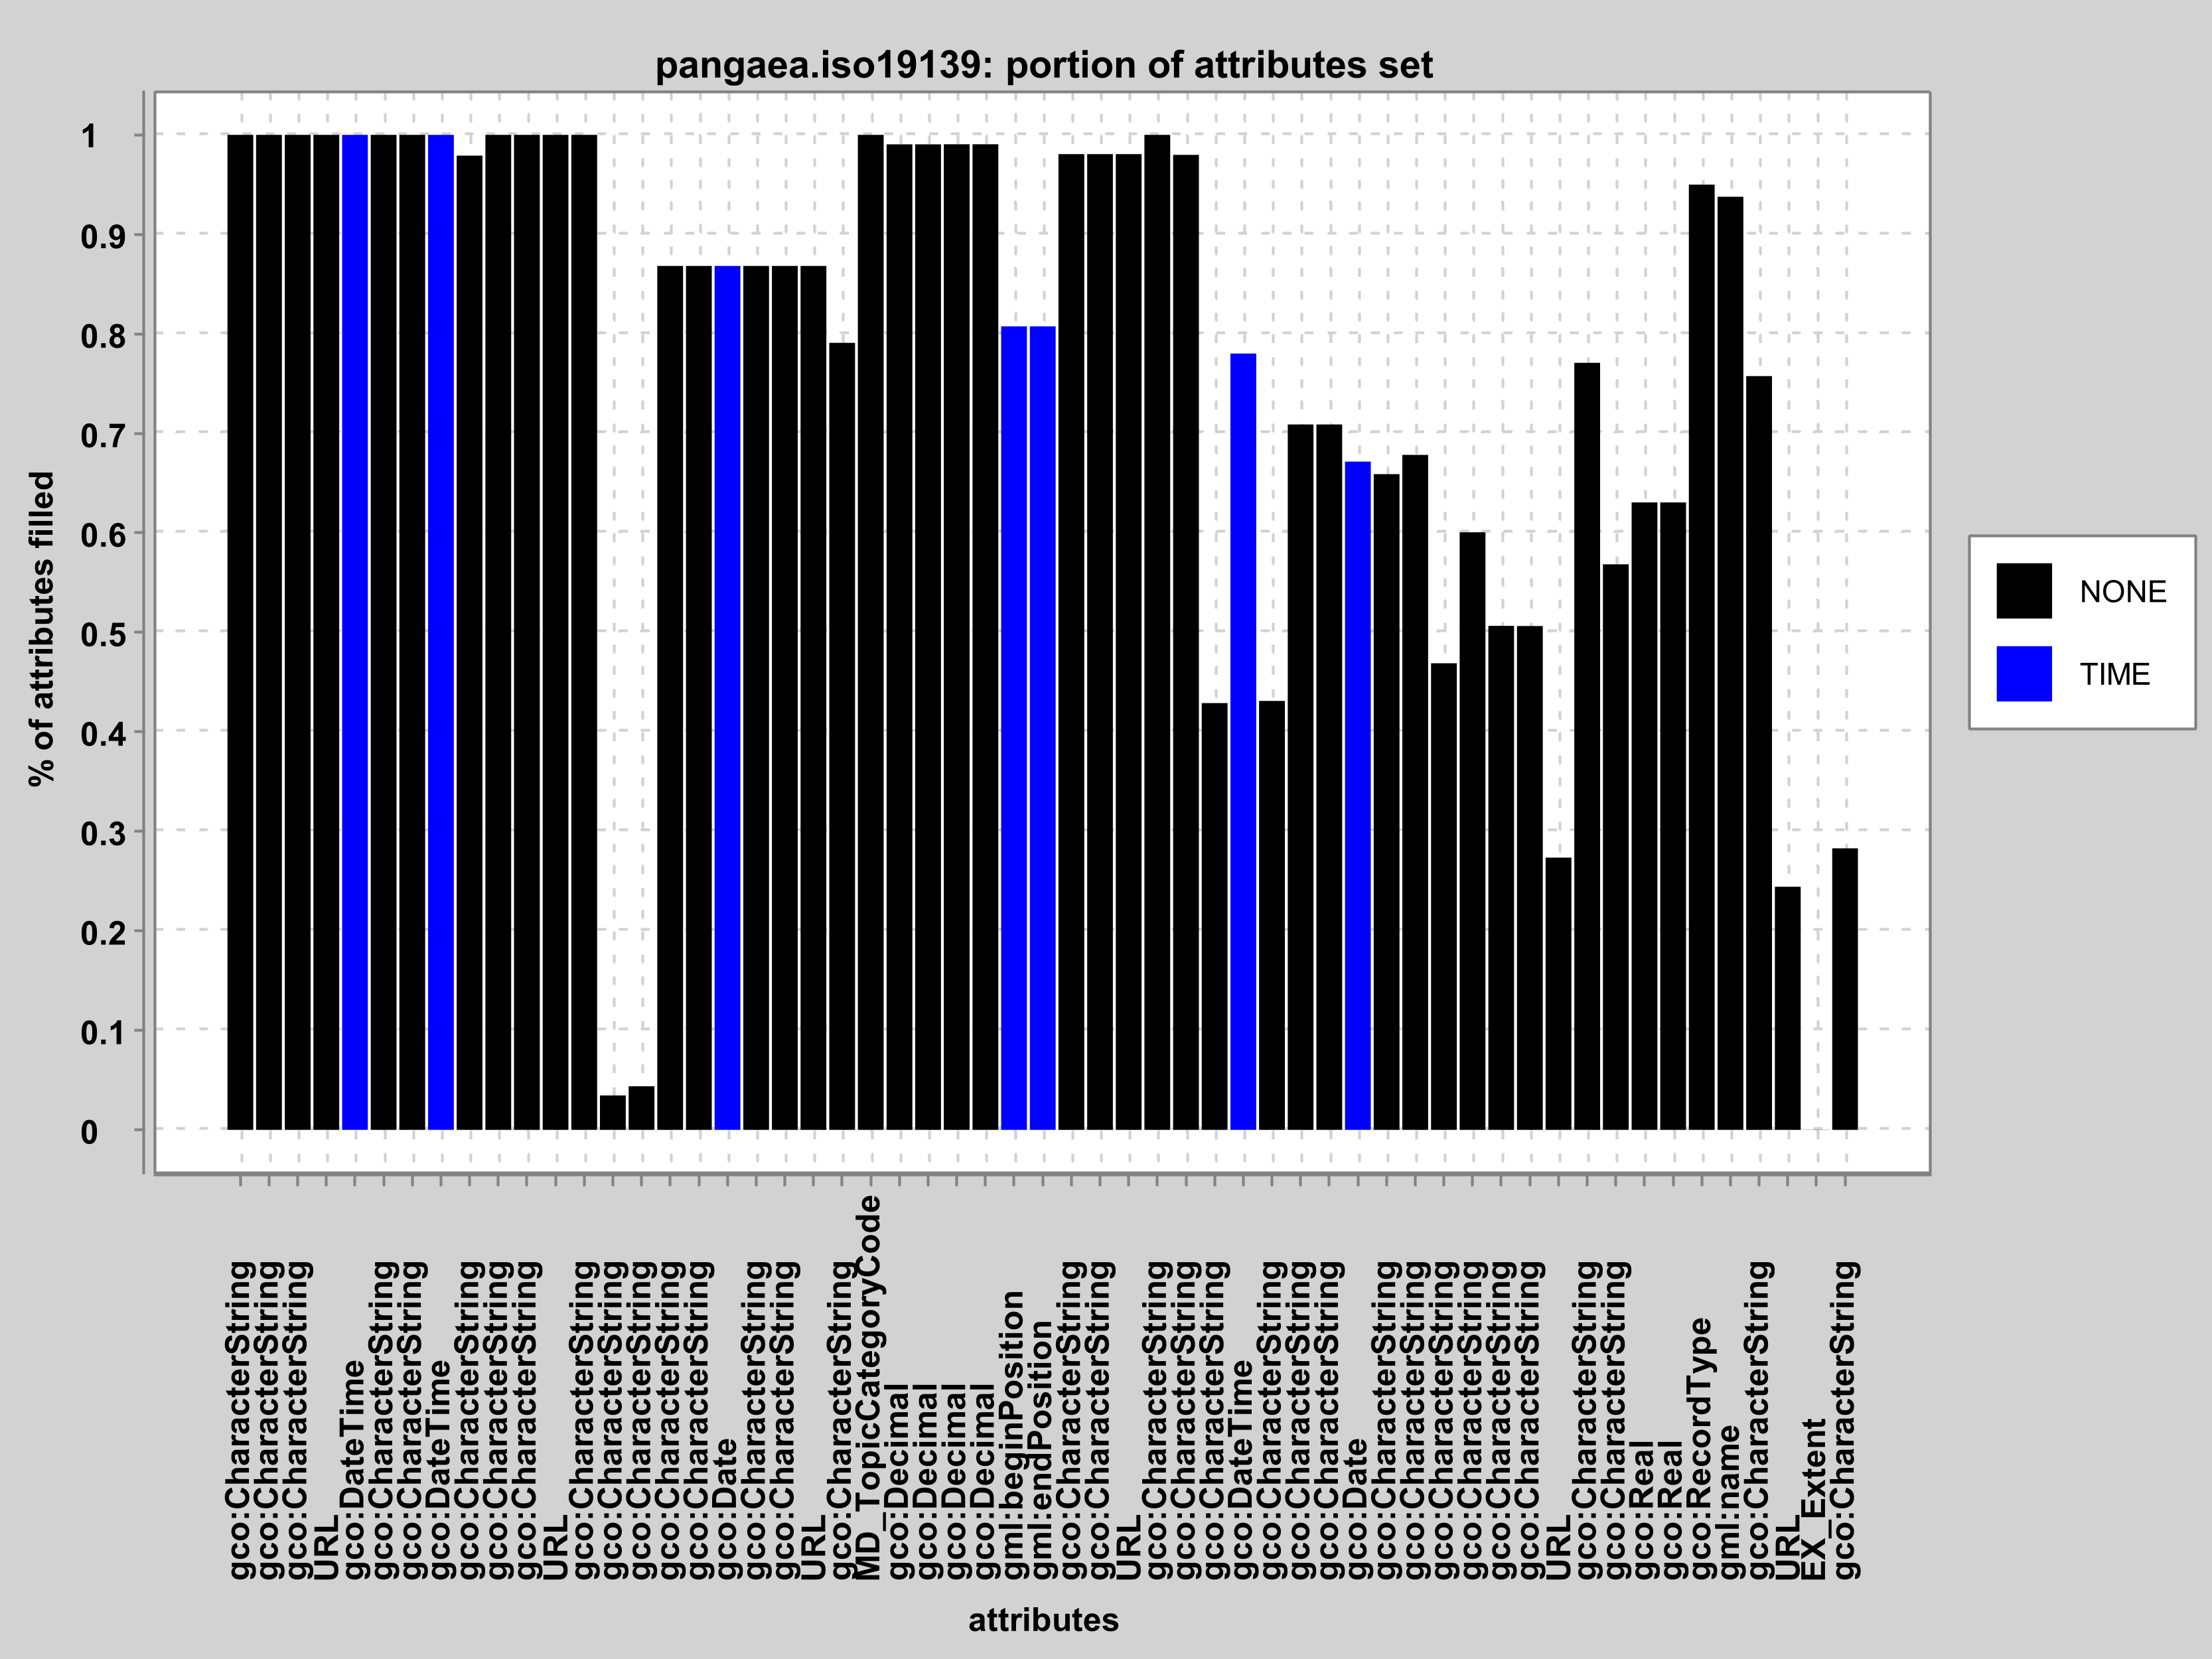 pangaea.iso19139: portion of attributes set
1
0.9
0.8
0.7
0.6
0.5
0.4
0.3
0.2
0.1
0
% of attributes filled
NONE
TIME
gco:CharacterString
gco:CharacterString
gco:CharacterString
URL
gco:DateTime
gco:CharacterString
gco:CharacterString
gco:DateTime
gco:CharacterString
gco:CharacterString
gco:CharacterString
URL
gco:CharacterString
gco:CharacterString
gco:CharacterString
gco:CharacterString
gco:CharacterString
gco:Date
gco:CharacterString
gco:CharacterString
URL
gco:CharacterString
MD_TopicCategoryCode
gco:Decimal
gco:Decimal
gco:Decimal
gco:Decimal
gml:beginPosition
gml:endPosition
gco:CharacterString
gco:CharacterString
URL
gco:CharacterString
gco:CharacterString
gco:CharacterString
gco:DateTime
gco:CharacterString
gco:CharacterString
gco:CharacterString
gco:Date
gco:CharacterString
gco:CharacterString
gco:CharacterString
gco:CharacterString
gco:CharacterString
gco:CharacterString
URL
gco:CharacterString
gco:CharacterString
gco:Real
gco:Real
gco:RecordType
gml:name
gco:CharacterString
URL
EX_Extent
gco:CharacterString
attributes